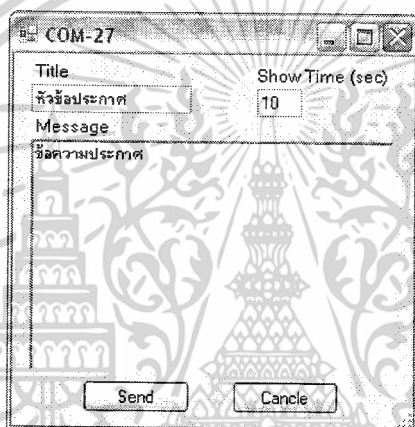 COM-27
Title
Show Time (sec)
หัวข้อประกาศ
10
Message
ข้อความประกาศ
Send
Cancle